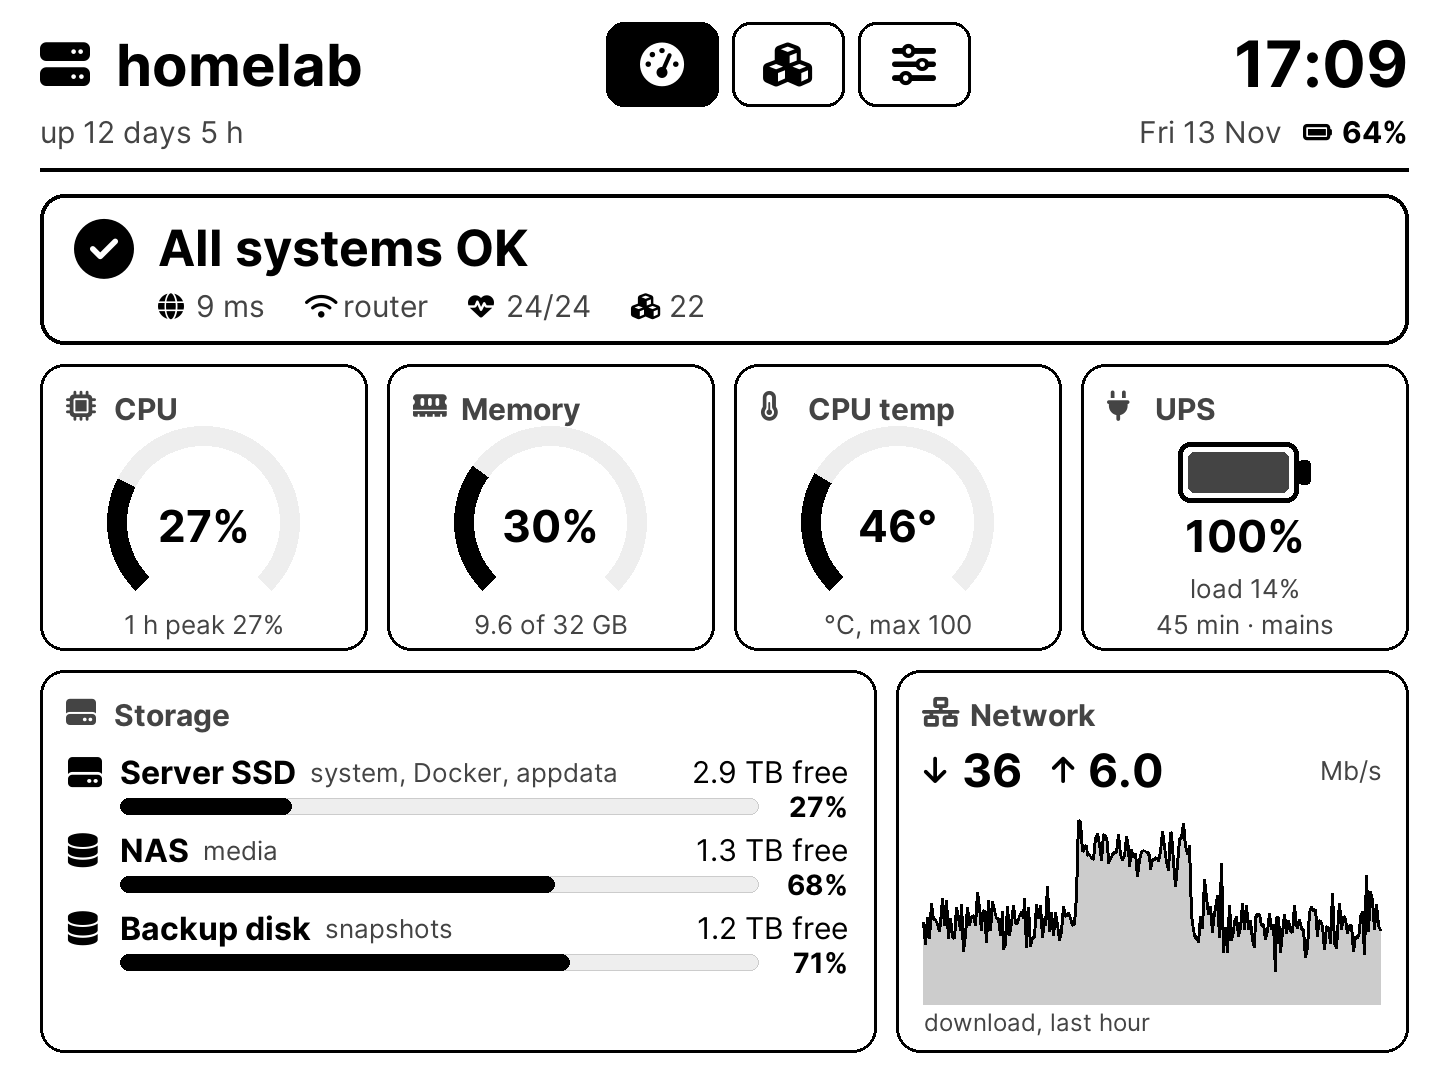 homelab
17:09
up 12 days 5 h
Fri 13 Nov 64%
All systems OK
9 ms router 24/24 22
CPU
27%
1 h peak 27%
Memory
30%
9.6 of 32 GB
CPU temp
46°
°C, max 100
UPS
100%
load 14%
45 min · mains
Storage
Server SSD system, Docker, appdata 2.9 TB free
27%
NAS media 1.3 TB free
68%
Backup disk snapshots 1.2 TB free
71%
Network
↓ 36 ↑ 6.0 Mb/s
download, last hour